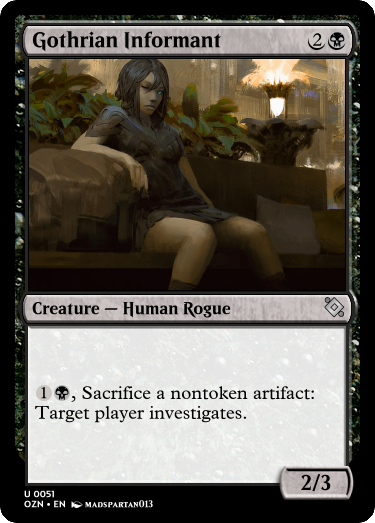 Gothrian Informant 2
Creature — Human Rogue
1, Sacrifice a nontoken artifact:
Target player investigates.
2/3
U 0051
OZN • EN MADSPARTAN013